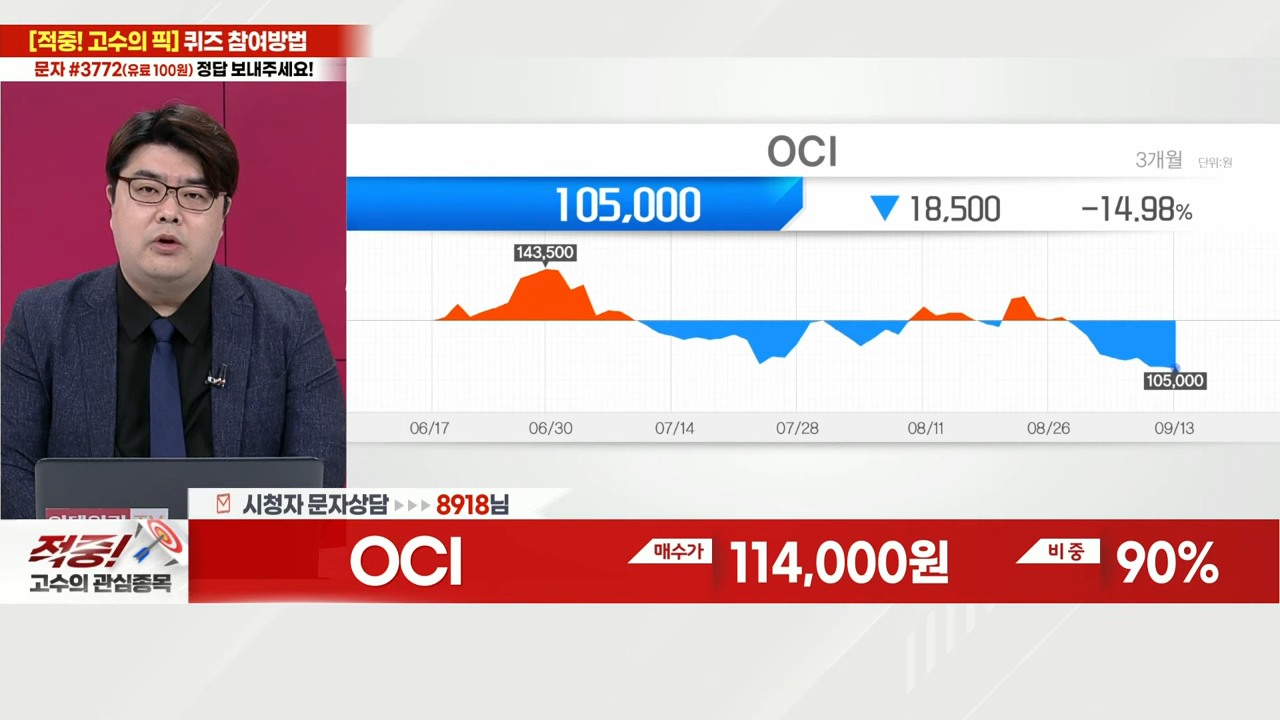 [적중! 고수의 픽] 퀴즈 참여방법
문자 #3772(유료 100원) 정답 보내주세요!
OCI
3개월 단위:원
105,000 ▼ 18,500 -14.98%
143,500
105,000
06/17 06/30 07/14 07/28 08/11 08/26 09/13
시청자 문자상담 ▶▶▶ 8918님
적중!
고수의 관심종목
OCI 매수가 114,000원 비중 90%